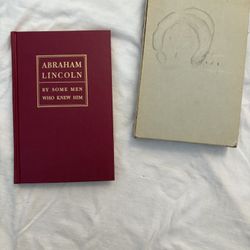 ABRAHAM
LINCOLN
BY SOME MEN
WHO KNEW HIM